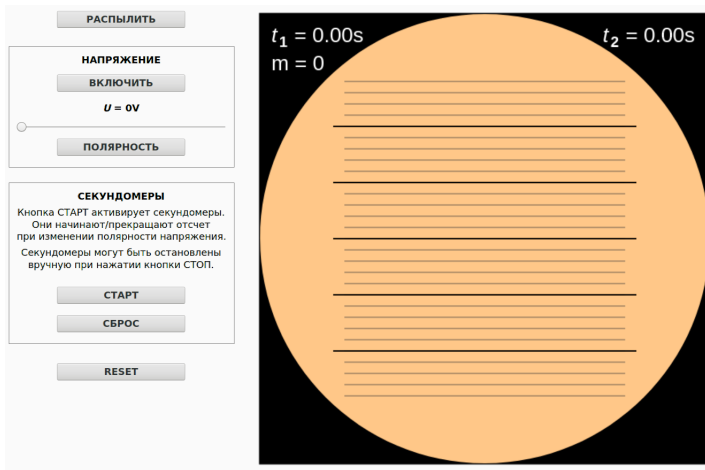 РАСПЫЛИТЬ
НАПРЯЖЕНИЕ
ВКЛЮЧИТЬ
U = 0V
ПОЛЯРНОСТЬ
СЕКУНДОМЕРЫ
Кнопка СТАРТ активирует секундомеры.
Они начинают/прекращают отсчет
при изменении полярности напряжения.
Секундомеры могут быть остановлены
вручную при нажатии кнопки СТОП.
СТАРТ
СБРОС
RESET
t1 = 0.00s
m = 0
t2 = 0.00s